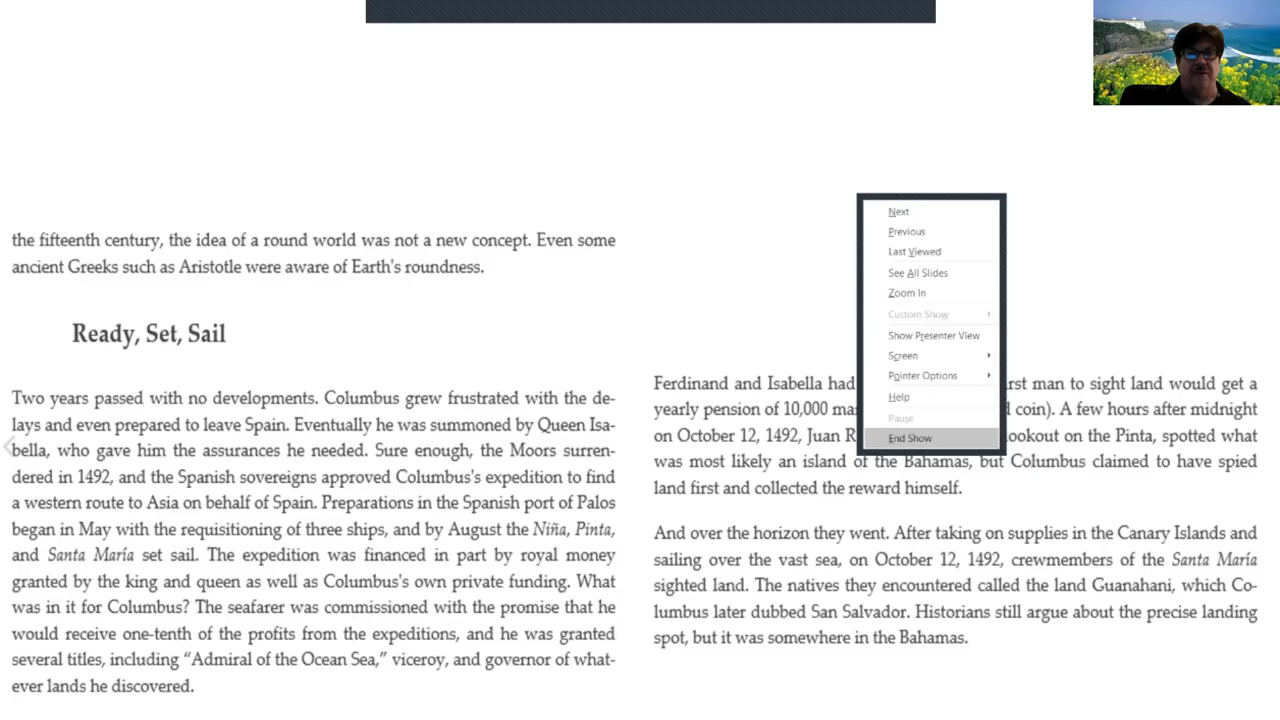 the fifteenth century, the idea of a round world was not a new concept. Even some
ancient Greeks such as Aristotle were aware of Earth's roundness.
Ready, Set, Sail
Two years passed with no developments. Columbus grew frustrated with the de-
lays and even prepared to leave Spain. Eventually he was summoned by Queen Isa-
bella, who gave him the assurances he needed. Sure enough, the Moors surren-
dered in 1492, and the Spanish sovereigns approved Columbus's expedition to find
a western route to Asia on behalf of Spain. Preparations in the Spanish port of Palos
began in May with the requisitioning of three ships, and by August the Niña, Pinta,
and Santa María set sail. The expedition was financed in part by royal money
granted by the king and queen as well as Columbus's own private funding. What
was in it for Columbus? The seafarer was commissioned with the promise that he
would receive one-tenth of the profits from the expeditions, and he was granted
several titles, including “Admiral of the Ocean Sea,” viceroy, and governor of what-
ever lands he discovered.
Ferdinand and Isabella had rst man to sight land would get a
yearly pension of 10,000 mar coin). A few hours after midnight
on October 12, 1492, Juan R ookout on the Pinta, spotted what
was most likely an island of the Bahamas, but Columbus claimed to have spied
land first and collected the reward himself.
And over the horizon they went. After taking on supplies in the Canary Islands and
sailing over the vast sea, on October 12, 1492, crewmembers of the Santa María
sighted land. The natives they encountered called the land Guanahani, which Co-
lumbus later dubbed San Salvador. Historians still argue about the precise landing
spot, but it was somewhere in the Bahamas.
Next
Previous
Last Viewed
See All Slides
Zoom In
Custom Show
Show Presenter View
Screen
Pointer Options
Help
Pause
End Show